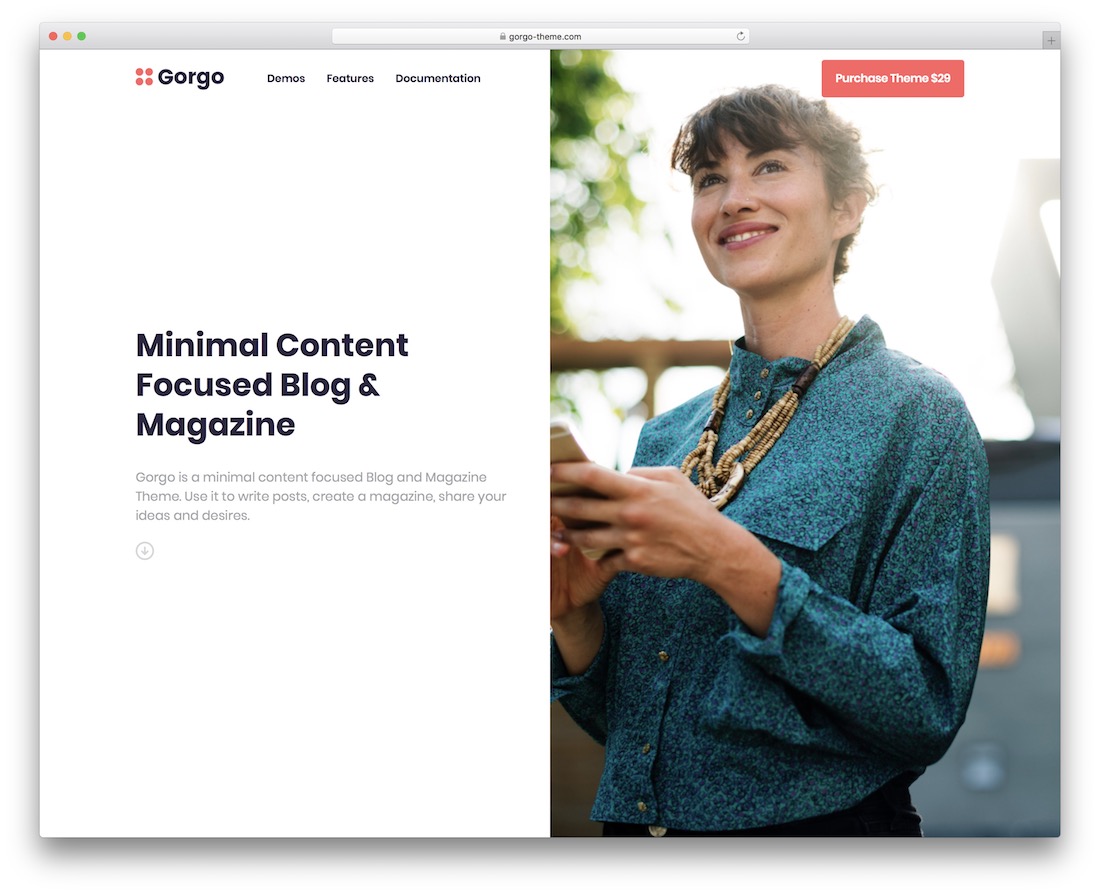 gorgo-theme.com
Gorgo
Demos Features Documentation
Purchase Theme $29
Minimal Content
Focused Blog &
Magazine
Gorgo is a minimal content focused Blog and Magazine
Theme. Use it to write posts, create a magazine, share your
ideas and desires.